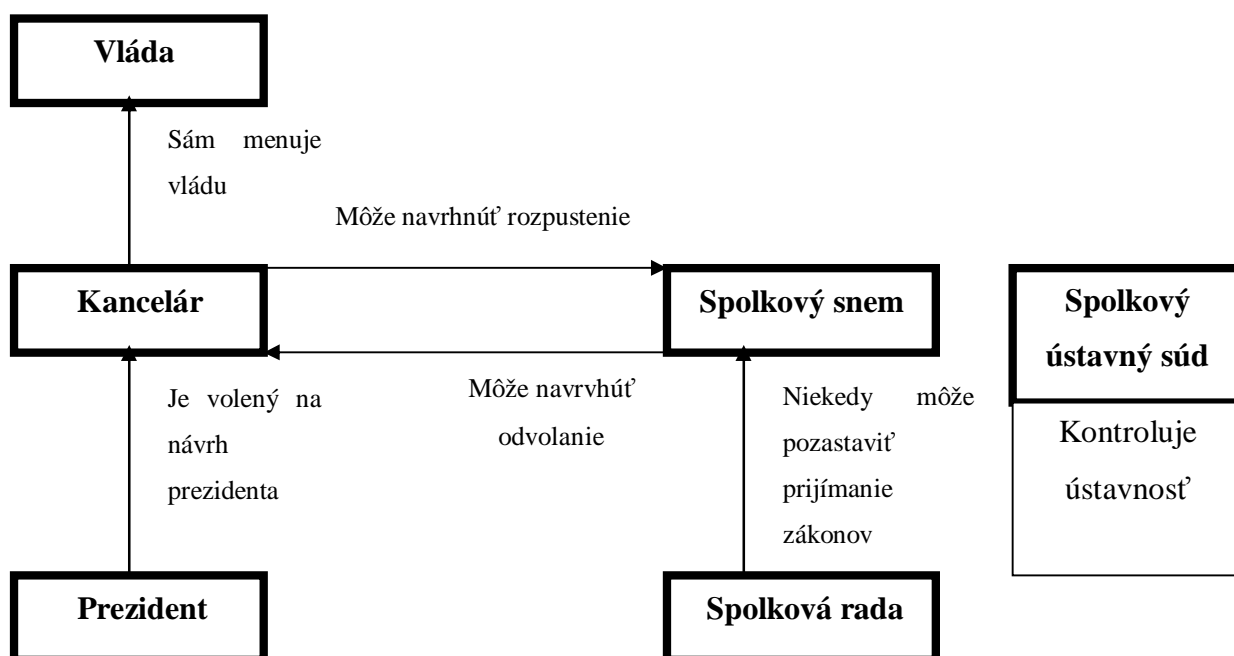 Vláda
Sám menuje
vládu
Môže navrhnúť rozpustenie
Kancelár
Spolkový snem
Spolkový
ústavný súd
Je volený na
návrh
prezidenta
Môže navrvhúť
odvolanie
Niekedy môže
pozastaviť
prijímanie
zákonov
Kontroluje
ústavnosť
Prezident
Spolková rada